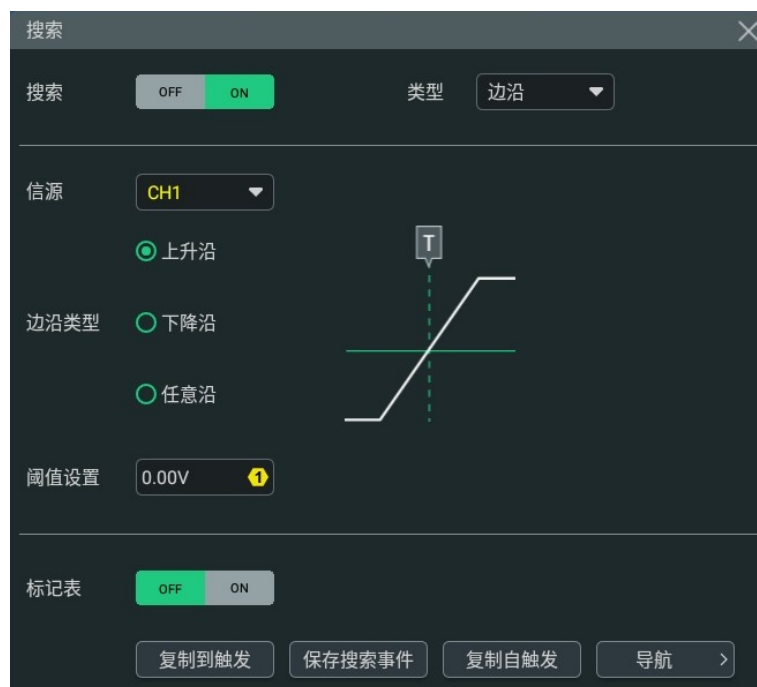 搜索
搜索 OFF ON 类型 边沿
信源 CH1
上升沿
T
边沿类型 下降沿
任意沿
阈值设置 0.00V 1
标记表 OFF ON
复制到触发 保存搜索事件 复制自触发 导航